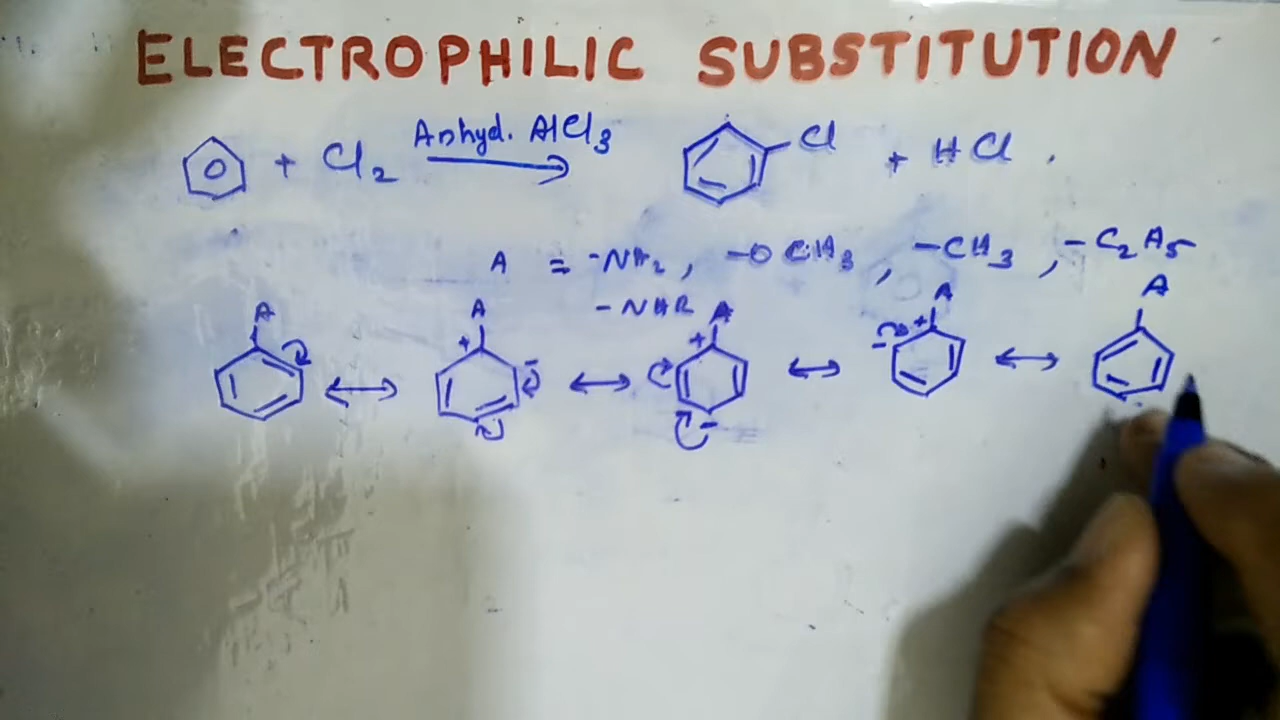 ELECTROPHILIC SUBSTITUTION
+ Cl2 Anhyd. AlCl3 → Cl + HCl .
A = -NH2, -OCH3, -CH3, -C2H5
-NHR
A ↔ A + - ↔ A + - ↔ A + - ↔ A